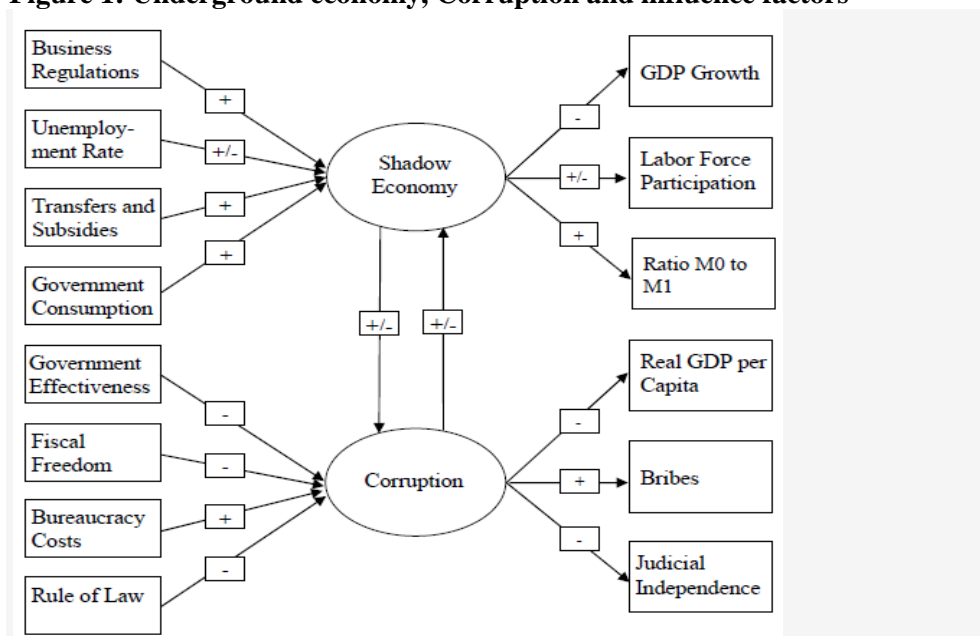 Figure 1: Underground economy, Corruption and influence factors
Business
Regulations
+
Unemploy-
ment Rate
+/-
Transfers and
Subsidies
+
Government
Consumption
+
Shadow
Economy
-
GDP Growth
+/-
Labor Force
Participation
+
Ratio M0 to
M1
+/-
+/-
Government
Effectiveness
-
Fiscal
Freedom
-
Bureaucracy
Costs
+
Rule of Law
-
Corruption
-
Real GDP per
Capita
+
Bribes
-
Judicial
Independence